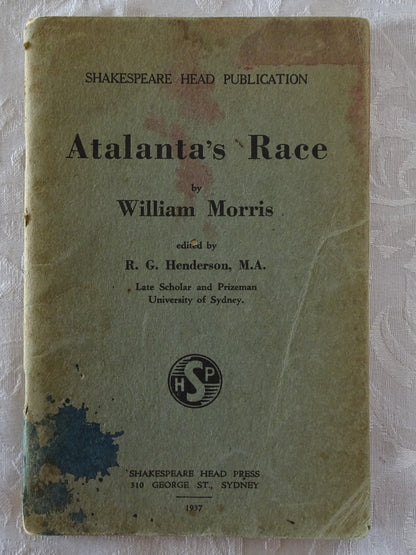 SHAKESPEARE HEAD PUBLICATION
Atalanta's Race
by
William Morris
edited by
R. G. Henderson, M.A.
Late Scholar and Prizeman
University of Sydney.
HSP
SHAKESPEARE HEAD PRESS
310 GEORGE ST., SYDNEY
1937